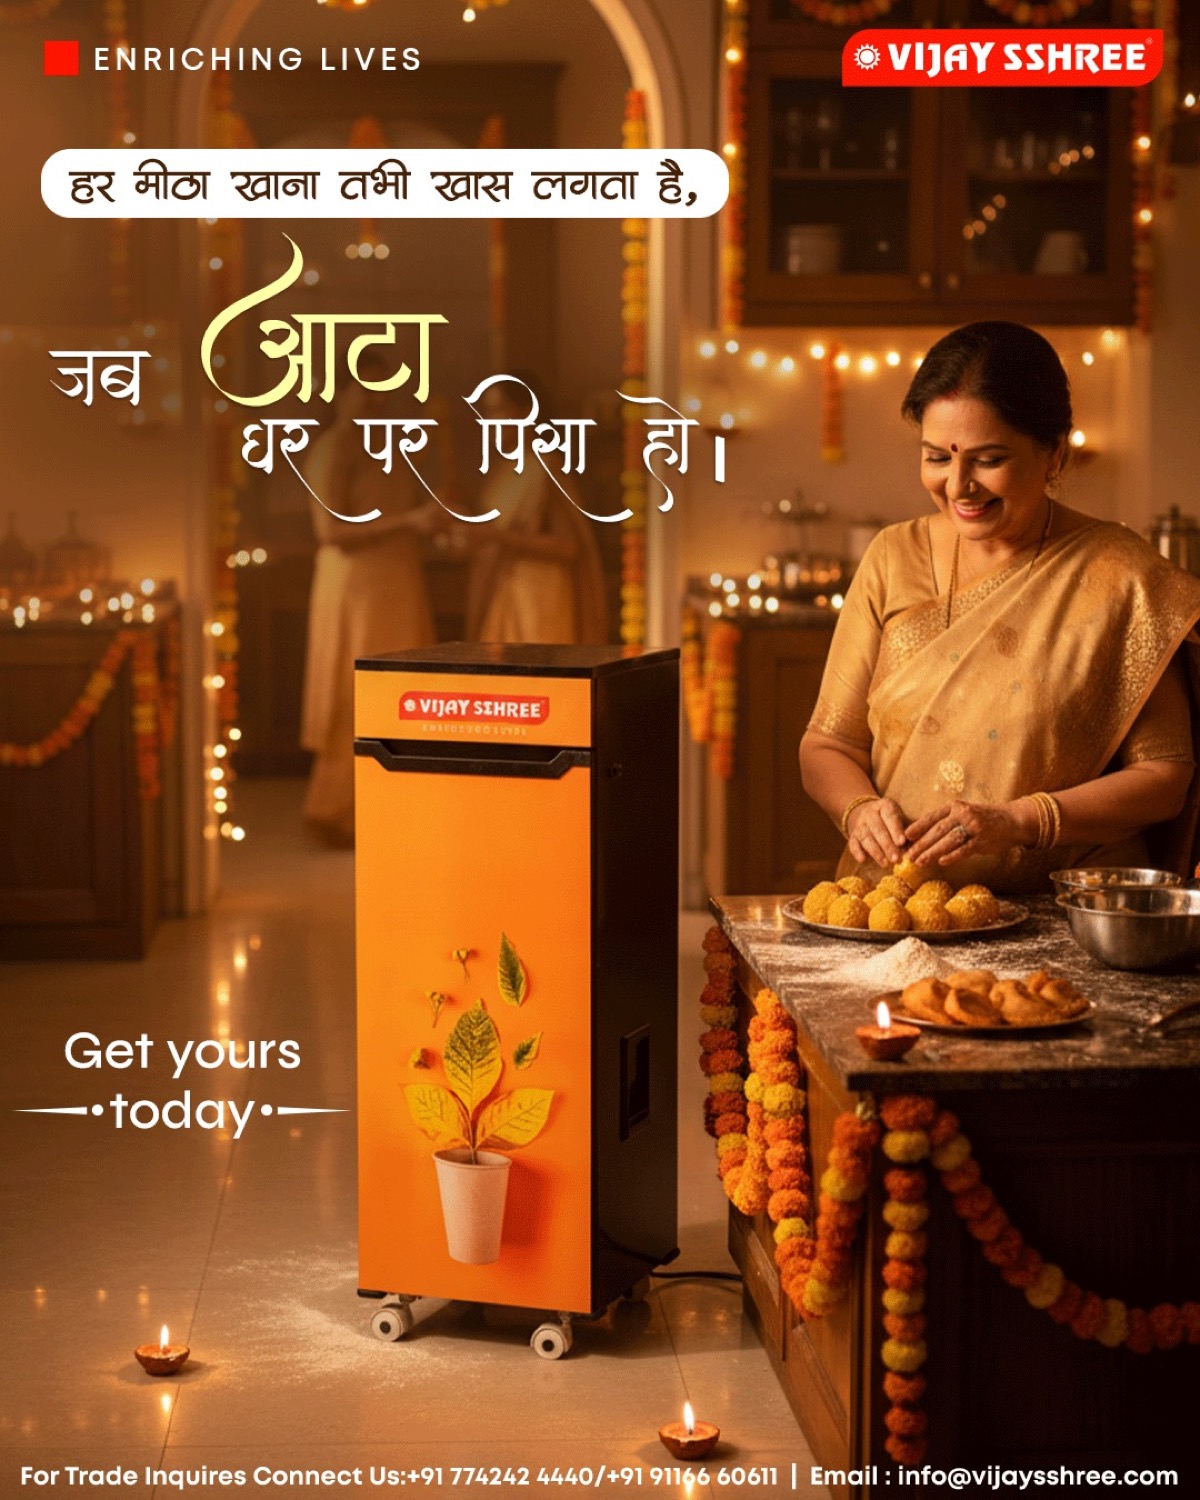 ENRICHING LIVES
VIJAY SSHREE
हर मीठा खाना तभी खास लगता है,
जब आटा
घर पर पिसा हो।
VIJAY SSHREE
Get yours
today
For Trade Inquires Connect Us:+91 774242 4440/+91 91166 60611 | Email : info@vijaysshree.com